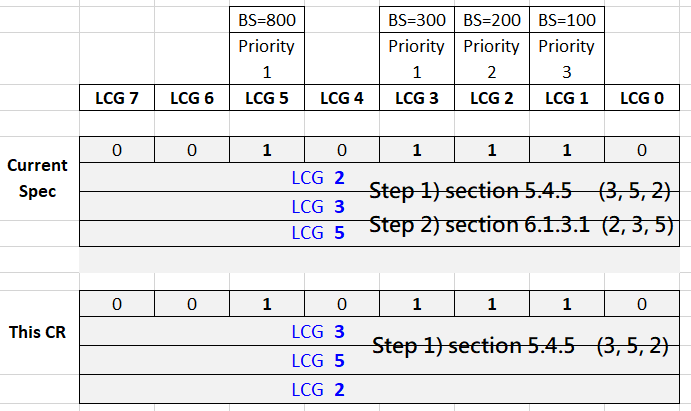 BS=800 BS=300 BS=200 BS=100
Priority 1 Priority 1 Priority 2 Priority 3
LCG 7 LCG 6 LCG 5 LCG 4 LCG 3 LCG 2 LCG 1 LCG 0
Current Spec
0 0 1 0 1 1 1 0
LCG 2
LCG 3
LCG 5
Step 1) section 5.4.5 (3, 5, 2)
Step 2) section 6.1.3.1 (2, 3, 5)
This CR
0 0 1 0 1 1 1 0
LCG 3
LCG 5
LCG 2
Step 1) section 5.4.5 (3, 5, 2)